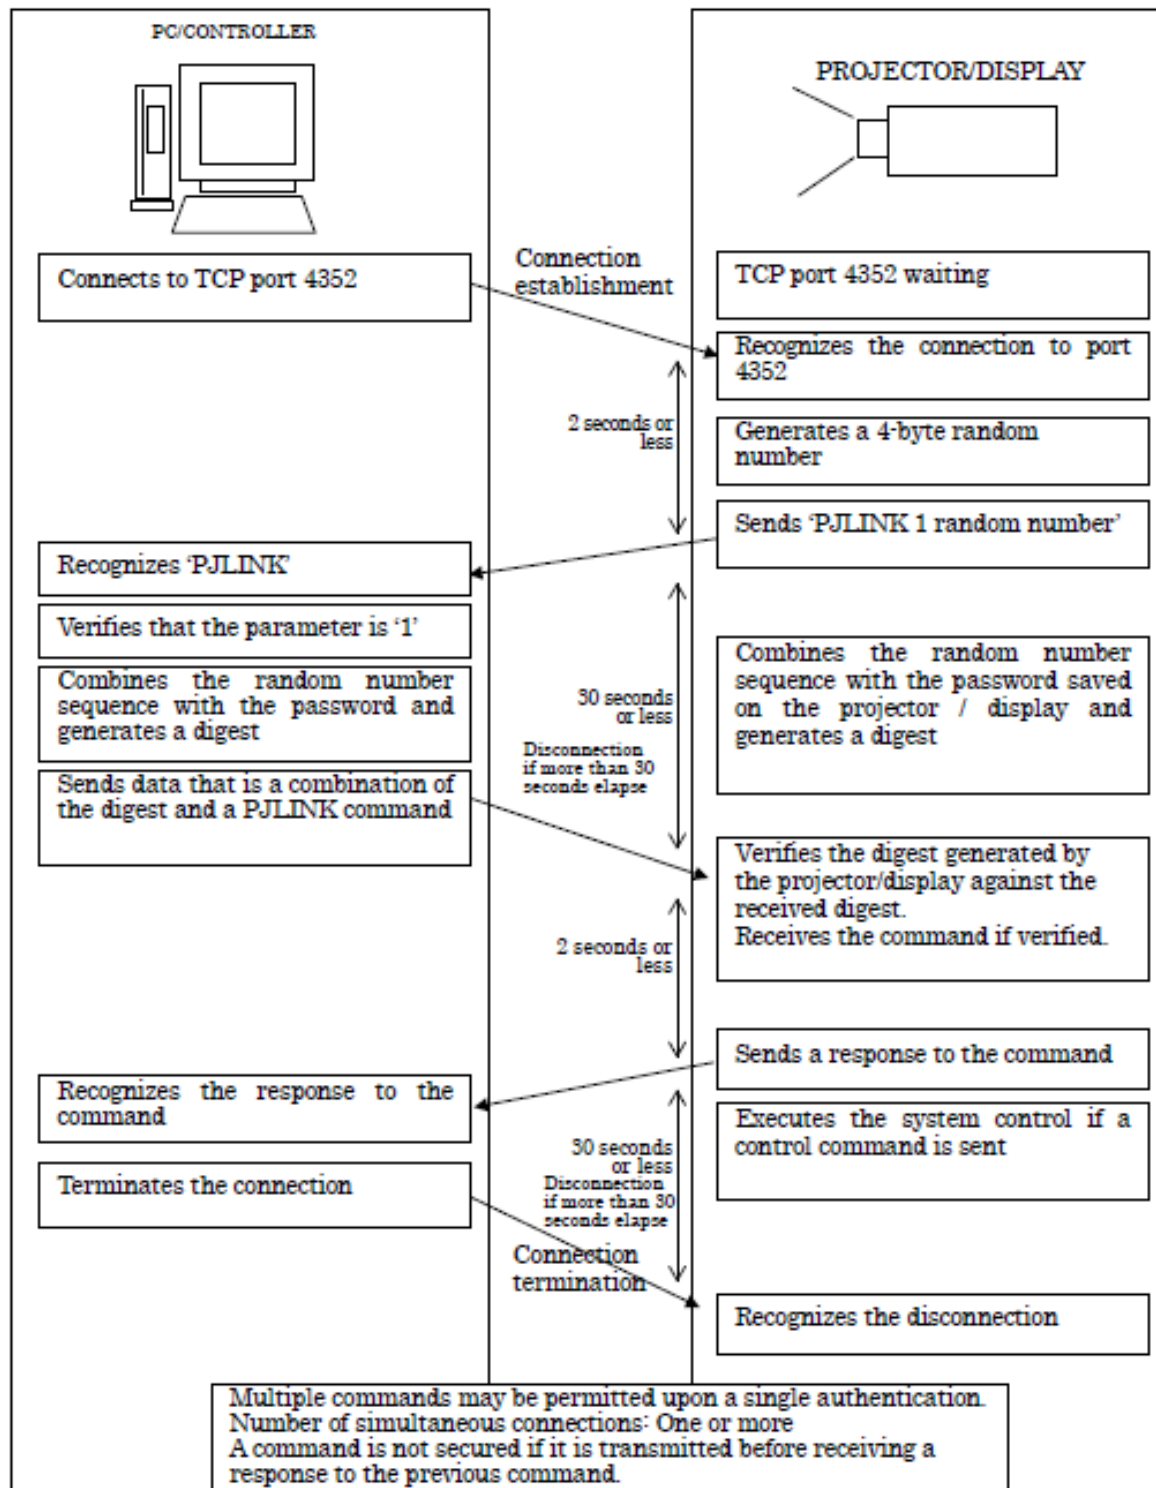 PC/CONTROLLER
PROJECTOR/DISPLAY
Connects to TCP port 4352
Connection
establishment
TCP port 4352 waiting
Recognizes the connection to port
4352
2 seconds or
less
Generates a 4-byte random
number
Sends ‘PJLINK 1 random number’
Recognizes ‘PJLINK’
Verifies that the parameter is ‘1’
Combines the random number
sequence with the password and
generates a digest
30 seconds
or less
Disconnection
if more than 30
seconds elapse
Combines the random number
sequence with the password saved
on the projector / display and
generates a digest
Sends data that is a combination of
the digest and a PJLINK command
Verifies the digest generated by
the projector/display against the
received digest.
Receives the command if verified.
2 seconds or
less
Sends a response to the command
Recognizes the response to the
command
Executes the system control if a
control command is sent
30 seconds
or less
Disconnection
if more than 30
seconds elapse
Terminates the connection
Connection
termination
Recognizes the disconnection
Multiple commands may be permitted upon a single authentication.
Number of simultaneous connections: One or more
A command is not secured if it is transmitted before receiving a
response to the previous command.